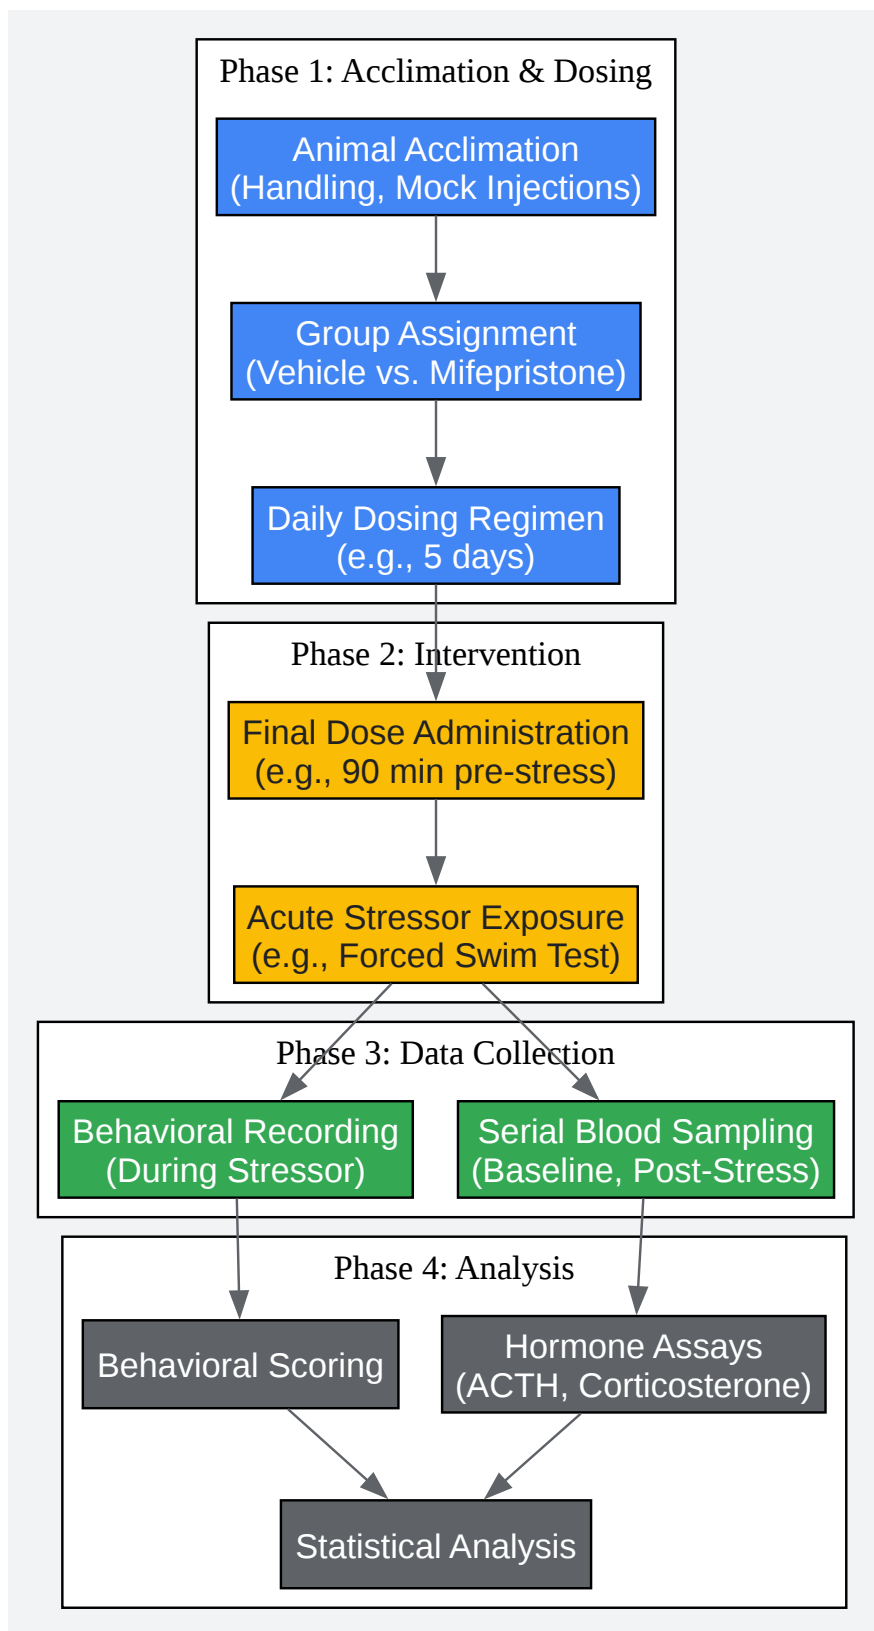 Phase 1: Acclimation & Dosing
Animal Acclimation
(Handling, Mock Injections)
Group Assignment
(Vehicle vs. Mifepristone)
Daily Dosing Regimen
(e.g., 5 days)
Phase 2: Intervention
Final Dose Administration
(e.g., 90 min pre-stress)
Acute Stressor Exposure
(e.g., Forced Swim Test)
Phase 3: Data Collection
Behavioral Recording
(During Stressor)
Serial Blood Sampling
(Baseline, Post-Stress)
Phase 4: Analysis
Behavioral Scoring
Hormone Assays
(ACTH, Corticosterone)
Statistical Analysis